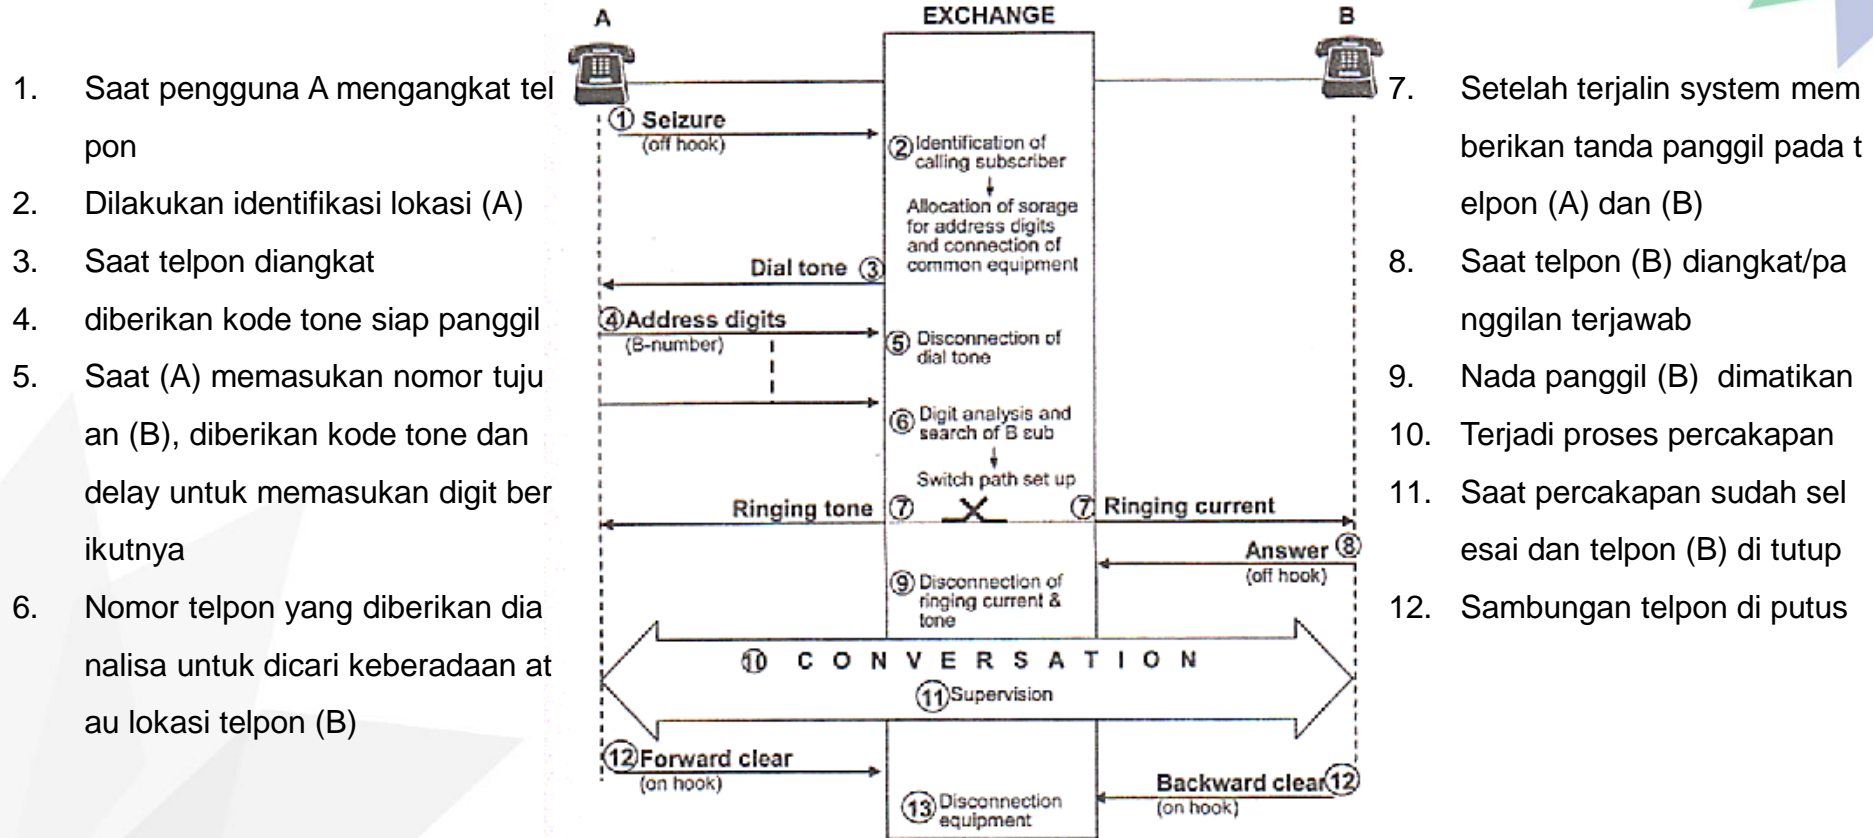 1. Saat pengguna A mengangkat tel
pon
2. Dilakukan identifikasi lokasi (A)
3. Saat telpon diangkat
4. diberikan kode tone siap panggil
5. Saat (A) memasukan nomor tuju
an (B), diberikan kode tone dan
delay untuk memasukan digit ber
ikutnya
6. Nomor telpon yang diberikan dia
nalisa untuk dicari keberadaan at
au lokasi telpon (B)
A
EXCHANGE
B
① Seizure
(off hook)
② Identification of
calling subscriber
Allocation of sorage
for address digits
and connection of
common equipment
Dial tone ③
④ Address digits
(B-number)
⑤ Disconnection of
dial tone
⑥ Digit analysis and
search of B sub
Switch path set up
Ringing tone ⑦
⑦ Ringing current
Answer ⑧
(off hook)
⑨ Disconnection of
ringing current &
tone
⑩ CONVERSATION
⑪ Supervision
⑫ Forward clear
(on hook)
Backward clear ⑫
(on hook)
⑬ Disconnection
equipment
7. Setelah terjalin system mem
berikan tanda panggil pada t
elpon (A) dan (B)
8. Saat telpon (B) diangkat/pa
nggilan terjawab
9. Nada panggil (B) dimatikan
10. Terjadi proses percakapan
11. Saat percakapan sudah sel
esai dan telpon (B) di tutup
12. Sambungan telpon di putus